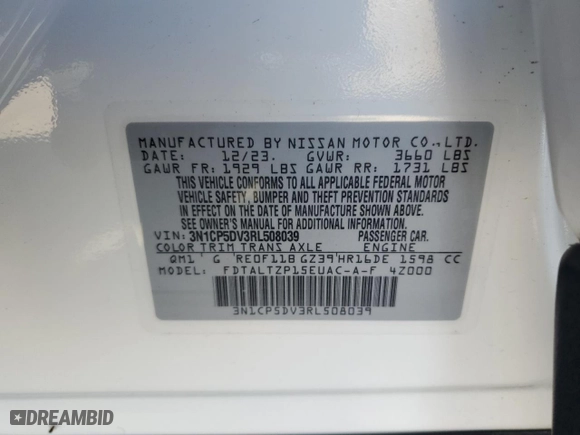 MANUFACTURED BY NISSAN MOTOR CO.,LTD.
DATE: 12/23. GVWR: 3660 LBS
GAWR FR: 1929 LBS GAWR RR: 1731 LBS
THIS VEHICLE CONFORMS TO ALL APPLICABLE FEDERAL MOTOR
VEHICLE SAFETY, BUMPER AND THEFT PREVENTION STANDARDS
IN EFFECT ON THE DATE OF MANUFACTURE SHOWN ABOVE.
SEE OWNER'S MANUAL FOR ADDITIONAL INFORMATION.
VIN: 3N1CP5DV3RL508039 PASSENGER CAR.
COLOR TRIM TRANS AXLE ENGINE
QM1 G RE0F11B GZ39 HR16DE 1598 CC
MODEL: FDTALTZP15EUAC-A-F 4Z000
3N1CP5DV3RL508039
DREAMBID